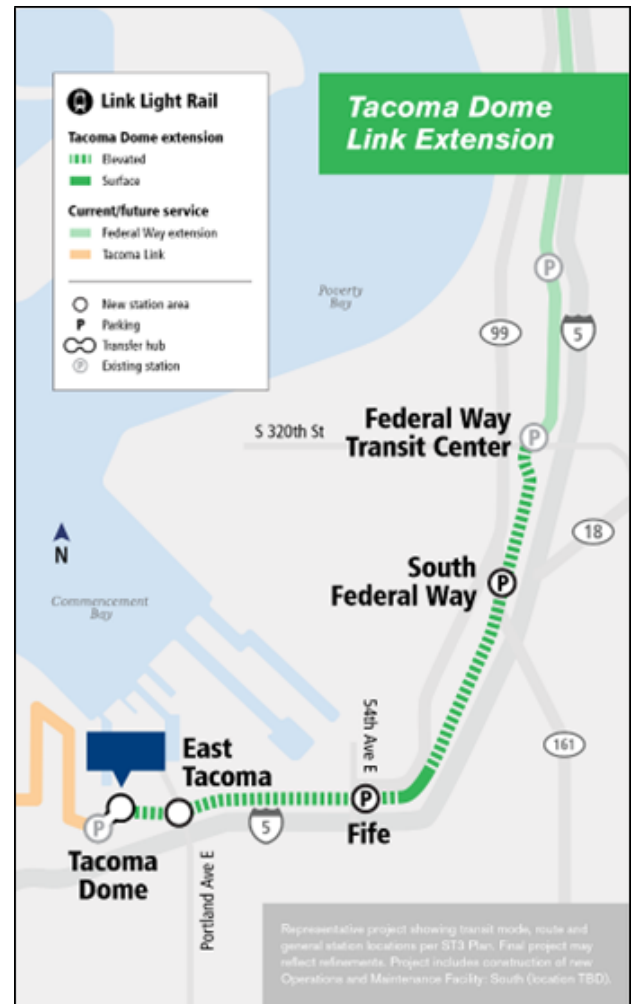 Tacoma Dome
Link Extension
Link Light Rail
Tacoma Dome extension
Elevated
Surface
Current/future service
Federal Way extension
Tacoma Link
New station area
P
Parking
Transfer hub
P
Existing station
Poverty
Bay
P
99
5
Federal Way
Transit Center
S 320th St
P
18
N
South
Federal Way
P
Commencement
Bay
54th Ave E
161
East
Tacoma
P
Fife
5
P
Tacoma
Dome
Portland Ave E
Representative project showing transit mode, route and
general station locations per ST3 Plan. Final project may
reflect refinements. Project includes construction of new
Operations and Maintenance Facility: South (location TBD).